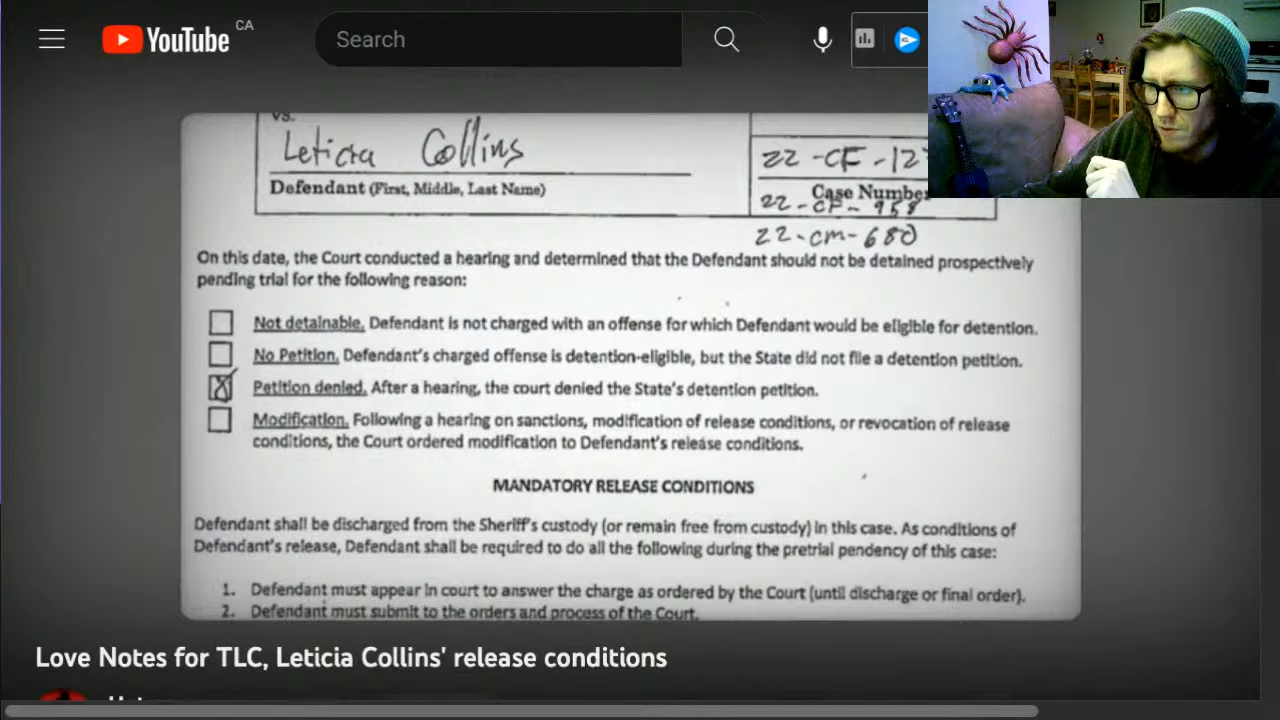 YouTube CA
Search
VS.
Leticia Collins
Defendant (First, Middle, Last Name)
22-CF-12
Case Number
22-CF-958
22-CM-680
On this date, the Court conducted a hearing and determined that the Defendant should not be detained prospectively
pending trial for the following reason:
Not detainable. Defendant is not charged with an offense for which Defendant would be eligible for detention.
No Petition. Defendant's charged offense is detention-eligible, but the State did not file a detention petition.
Petition denied. After a hearing, the court denied the State's detention petition.
Modification. Following a hearing on sanctions, modification of release conditions, or revocation of release
conditions, the Court ordered modification to Defendant's release conditions.
MANDATORY RELEASE CONDITIONS
Defendant shall be discharged from the Sheriff's custody (or remain free from custody) in this case. As conditions of
Defendant's release, Defendant shall be required to do all the following during the pretrial pendency of this case:
1. Defendant must appear in court to answer the charge as ordered by the Court (until discharge or final order).
2. Defendant must submit to the orders and process of the Court.
Love Notes for TLC, Leticia Collins' release conditions